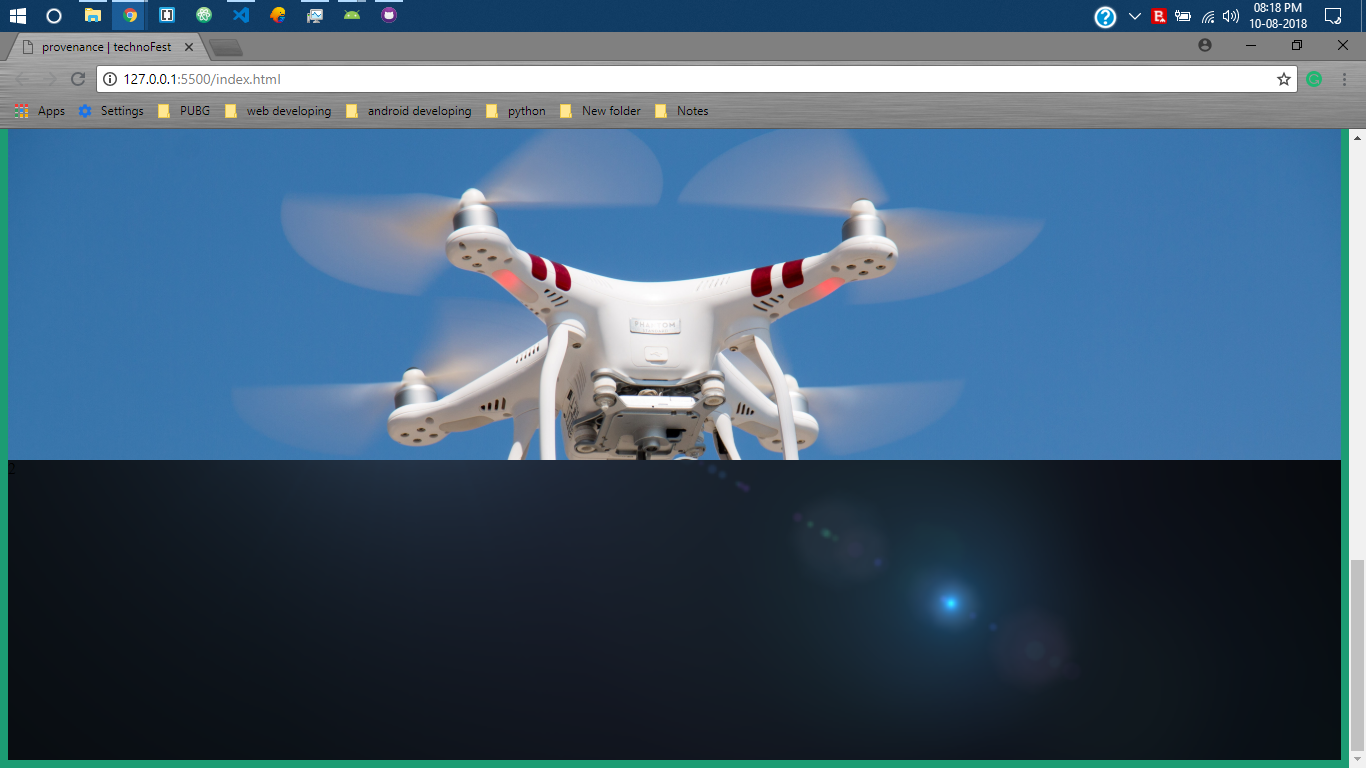 08:18 PM
10-08-2018
provenance | technoFest
127.0.0.1:5500/index.html
Apps Settings PUBG web developing android developing python New folder Notes
PHANTOM
2